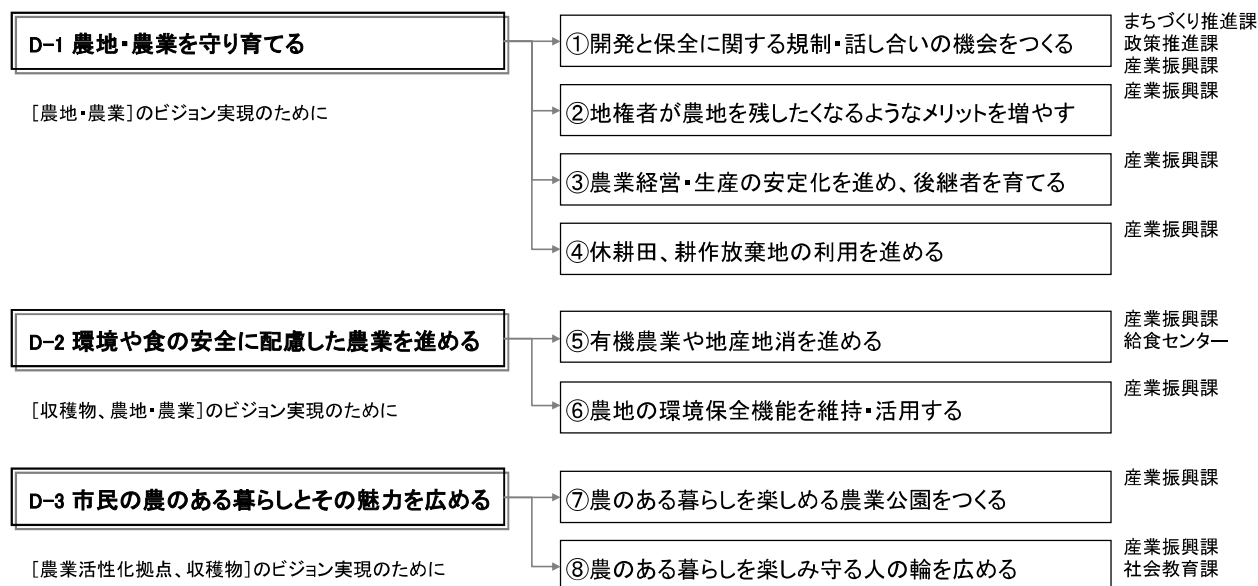 D-1 農地・農業を守り育てる
[農地・農業]のビジョン実現のために
①開発と保全に関する規制・話し合いの機会をつくる
まちづくり推進課
政策推進課
産業振興課
②地権者が農地を残したくなるようなメリットを増やす
産業振興課
③農業経営・生産の安定化を進め、後継者を育てる
産業振興課
④休耕田、耕作放棄地の利用を進める
産業振興課
D-2 環境や食の安全に配慮した農業を進める
[収穫物、農地・農業]のビジョン実現のために
⑤有機農業や地産地消を進める
産業振興課
給食センター
⑥農地の環境保全機能を維持・活用する
産業振興課
D-3 市民の農のある暮らしとその魅力を広める
[農業活性化拠点、収穫物]のビジョン実現のために
⑦農のある暮らしを楽しめる農業公園をつくる
産業振興課
⑧農のある暮らしを楽しみ守る人の輪を広める
産業振興課
社会教育課